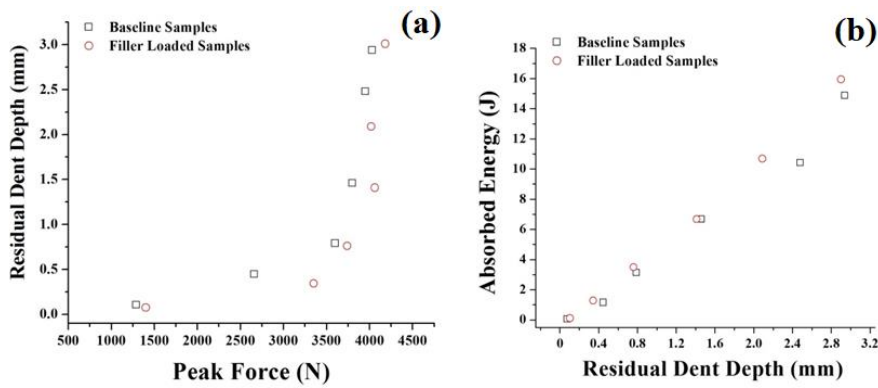 (a)
Baseline Samples
Filler Loaded Samples
Residual Dent Depth (mm)
3.0
2.5
2.0
1.5
1.0
0.5
0.0
500 1000 1500 2000 2500 3000 3500 4000 4500
Peak Force (N)
(b)
Baseline Samples
Filler Loaded Samples
Absorbed Energy (J)
18
16
14
12
10
8
6
4
2
0
0 0.4 0.8 1.2 1.6 2.0 2.4 2.8 3.2
Residual Dent Depth (mm)